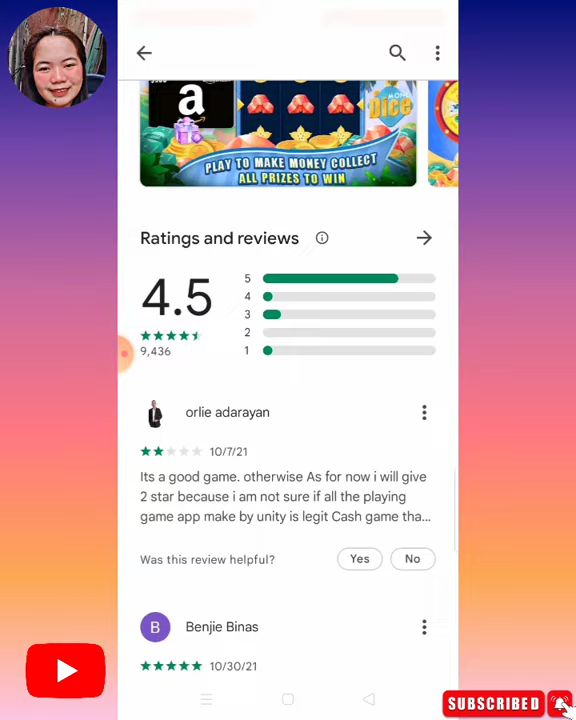 a
Dice
PLAY TO MAKE MONEY COLLECT
ALL PRIZES TO WIN
Ratings and reviews
4.5
9,436
5
4
3
2
1
orlie adarayan
10/7/21
Its a good game. otherwise As for now i will give
2 star because i am not sure if all the playing
game app make by unity is legit Cash game tha...
Was this review helpful?
Yes
No
B
Benjie Binas
10/30/21
SUBSCRIBED